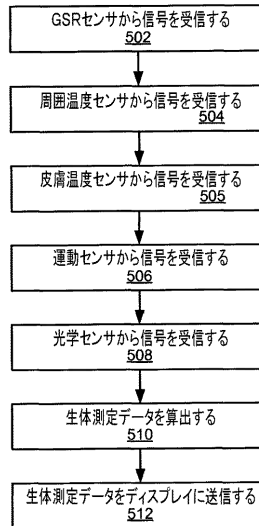 GSRセンサから信号を受信する
502
周囲温度センサから信号を受信する
504
皮膚温度センサから信号を受信する
505
運動センサから信号を受信する
506
光学センサから信号を受信する
508
生体測定データを算出する
510
生体測定データをディスプレイに送信する
512